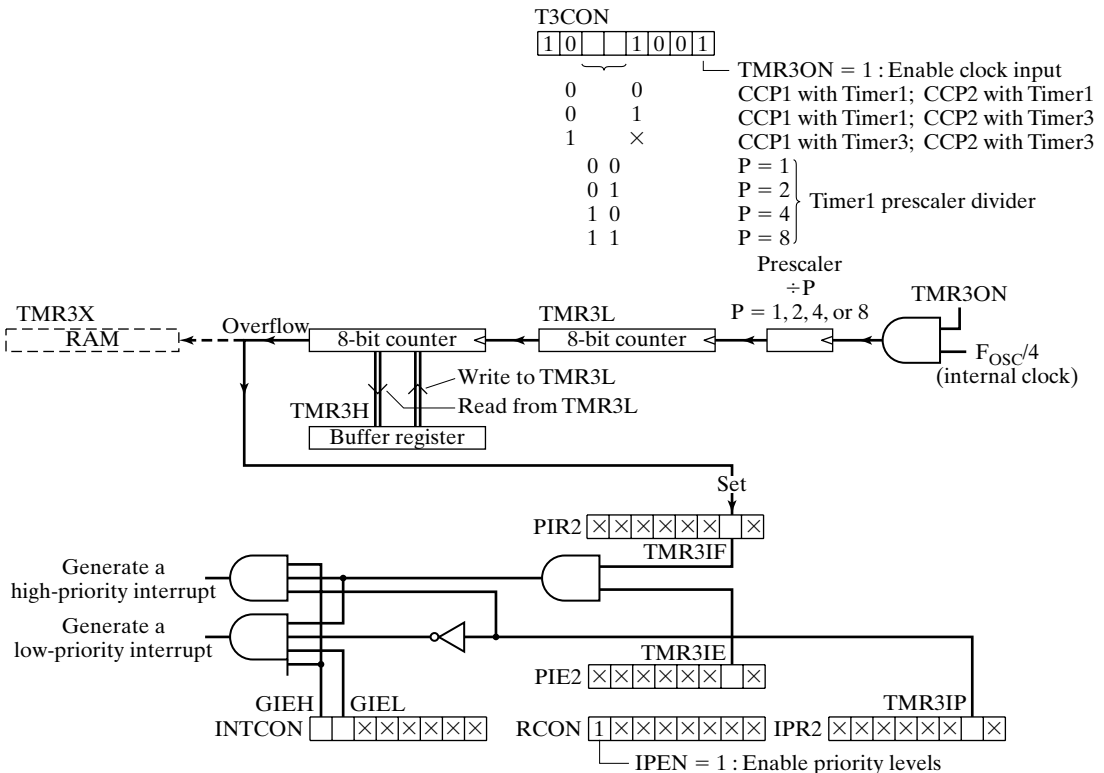 T3CON
1 0 1 0 0 1
TMR3ON = 1 : Enable clock input
0 0 CCP1 with Timer1; CCP2 with Timer1
0 1 CCP1 with Timer1; CCP2 with Timer3
1 × CCP1 with Timer3; CCP2 with Timer3
0 0 P = 1
0 1 P = 2
1 0 P = 4
1 1 P = 8
Timer1 prescaler divider
Prescaler
÷P
P = 1, 2, 4, or 8
TMR3ON
TMR3X
RAM
Overflow
8-bit counter
TMR3L
8-bit counter
F_OSC/4
(internal clock)
Write to TMR3L
Read from TMR3L
TMR3H
Buffer register
Set
PIR2 × × × × × × ×
TMR3IF
Generate a
high-priority interrupt
Generate a
low-priority interrupt
TMR3IE
PIE2 × × × × × × ×
GIEH GIEL
INTCON × × × × × ×
RCON 1 × × × × × × ×
TMR3IP
IPR2 × × × × × × ×
IPEN = 1 : Enable priority levels